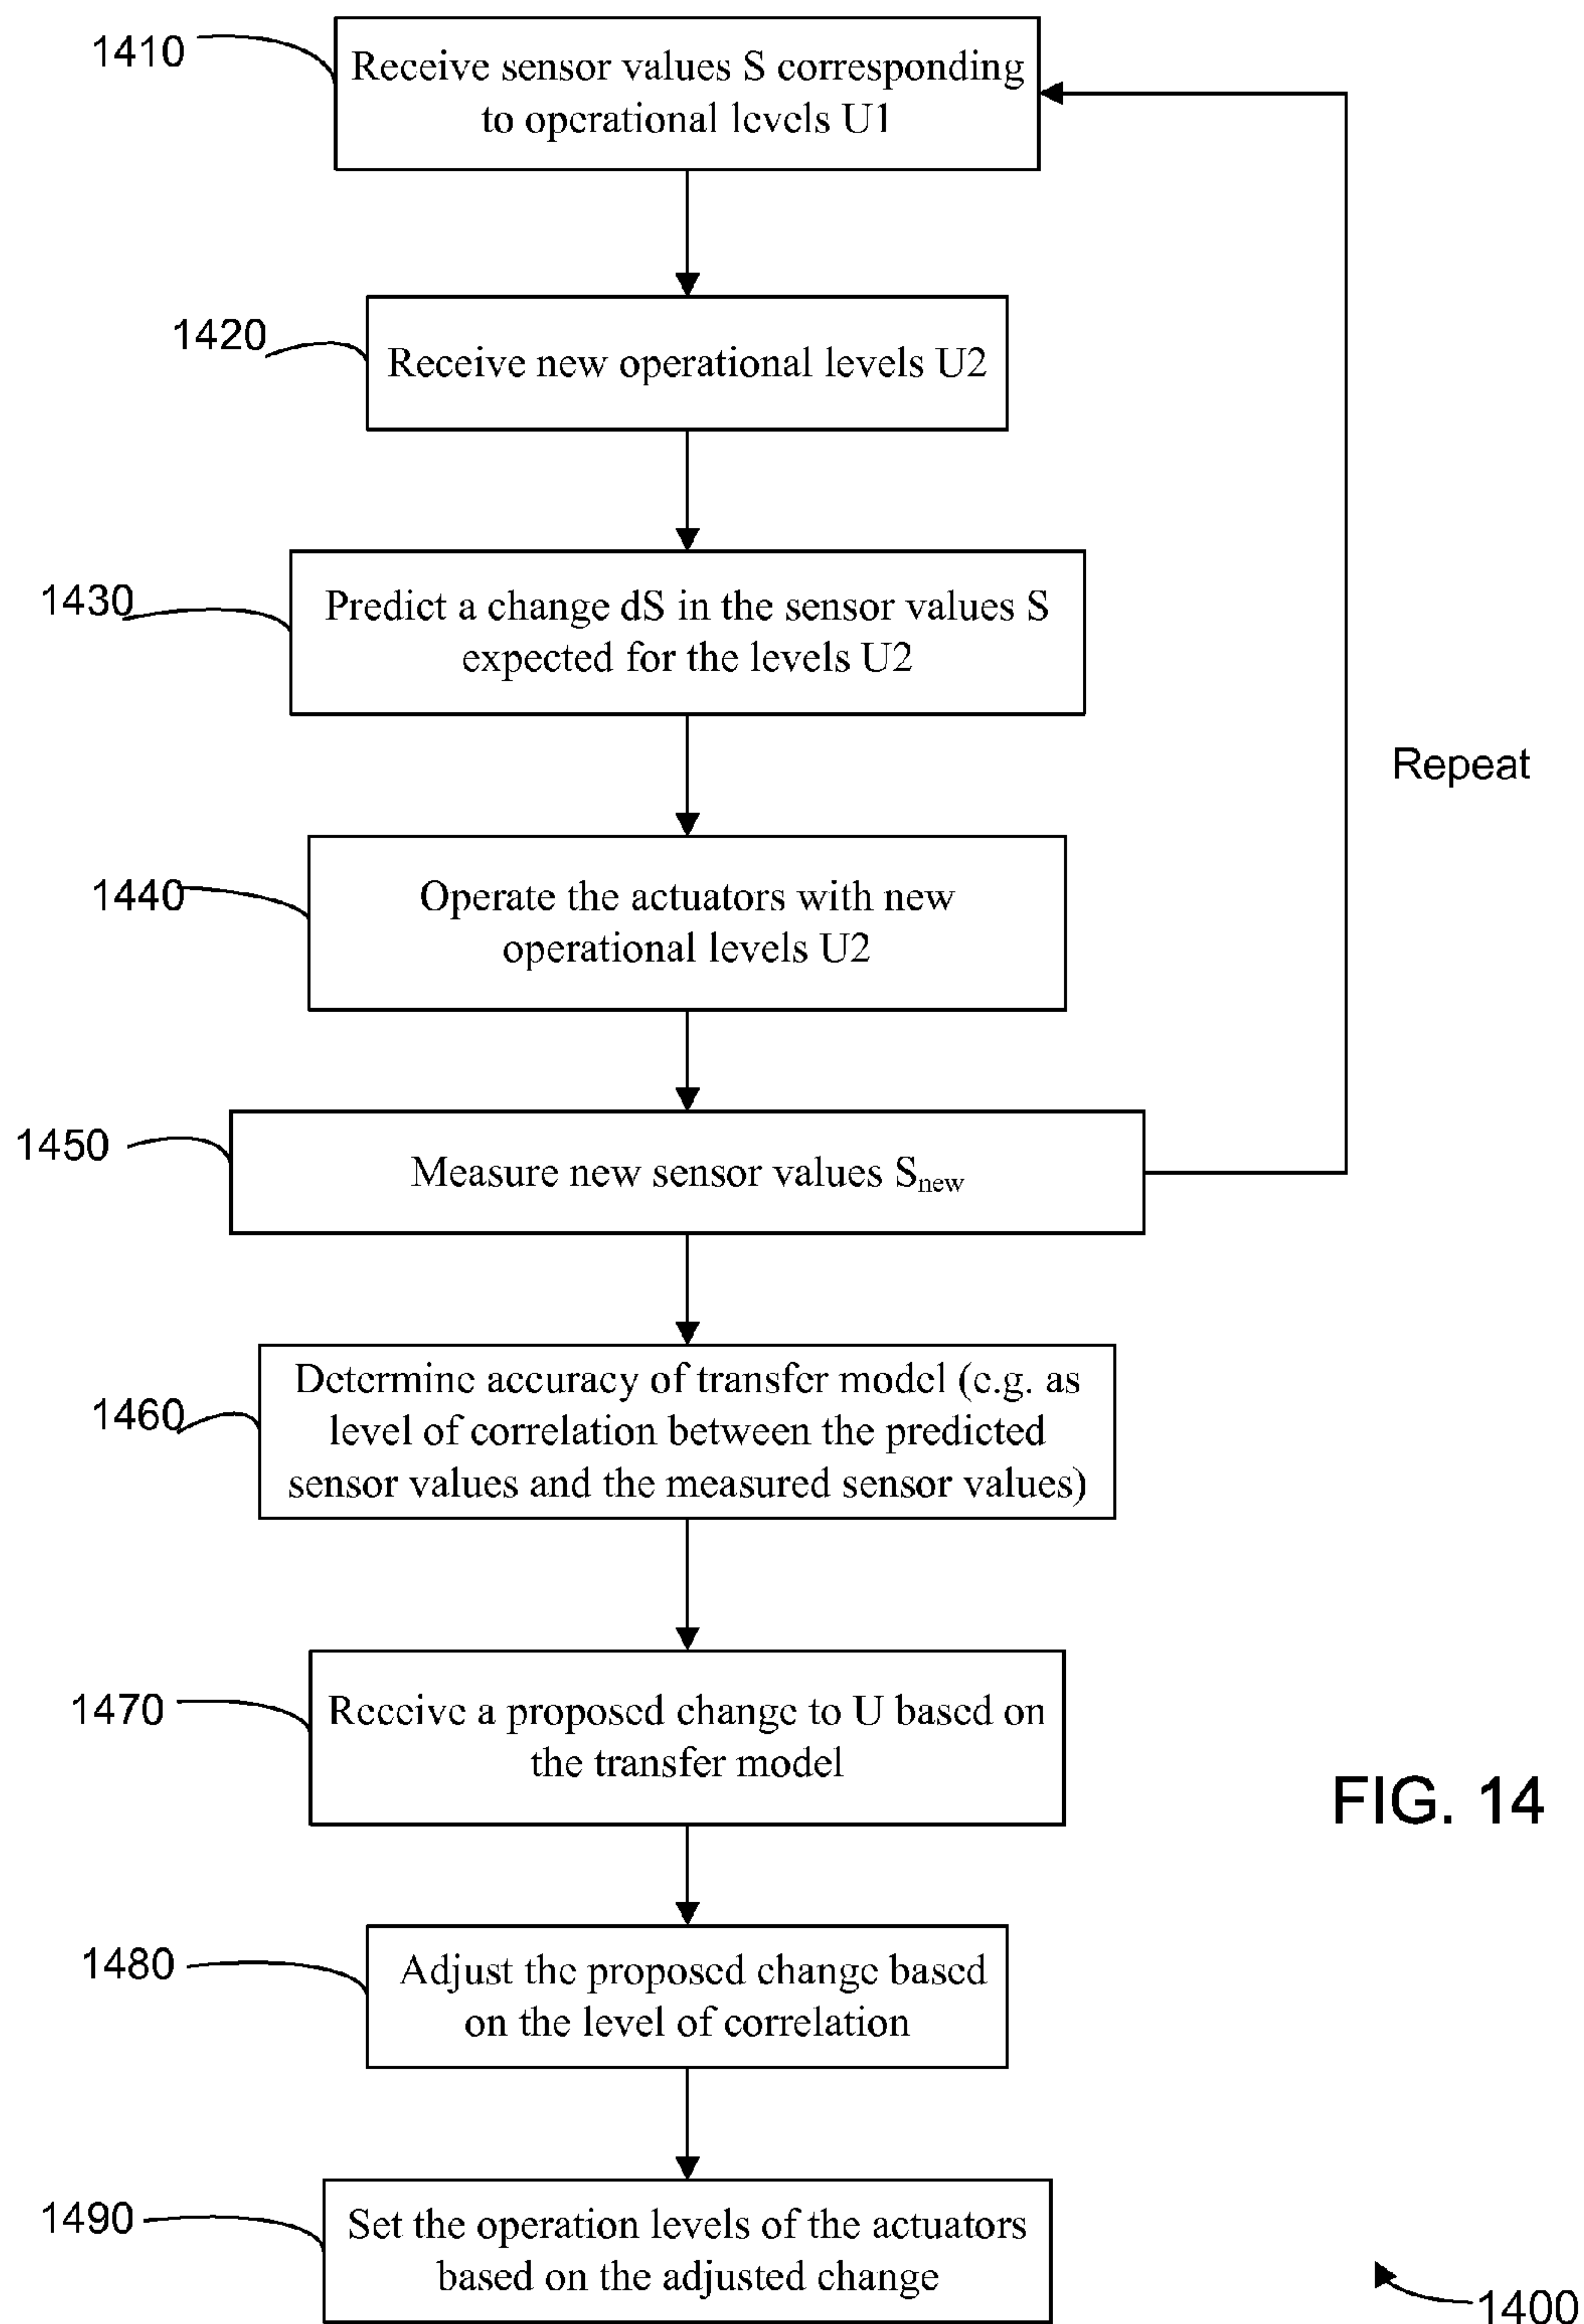 1410
Receive sensor values S corresponding
to operational levels U1
1420
Receive new operational levels U2
1430
Predict a change dS in the sensor values S
expected for the levels U2
Repeat
1440
Operate the actuators with new
operational levels U2
1450
Measure new sensor values Snew
1460
Determine accuracy of transfer model (e.g. as
level of correlation between the predicted
sensor values and the measured sensor values)
1470
Receive a proposed change to U based on
the transfer model
FIG. 14
1480
Adjust the proposed change based
on the level of correlation
1490
Set the operation levels of the actuators
based on the adjusted change
1400